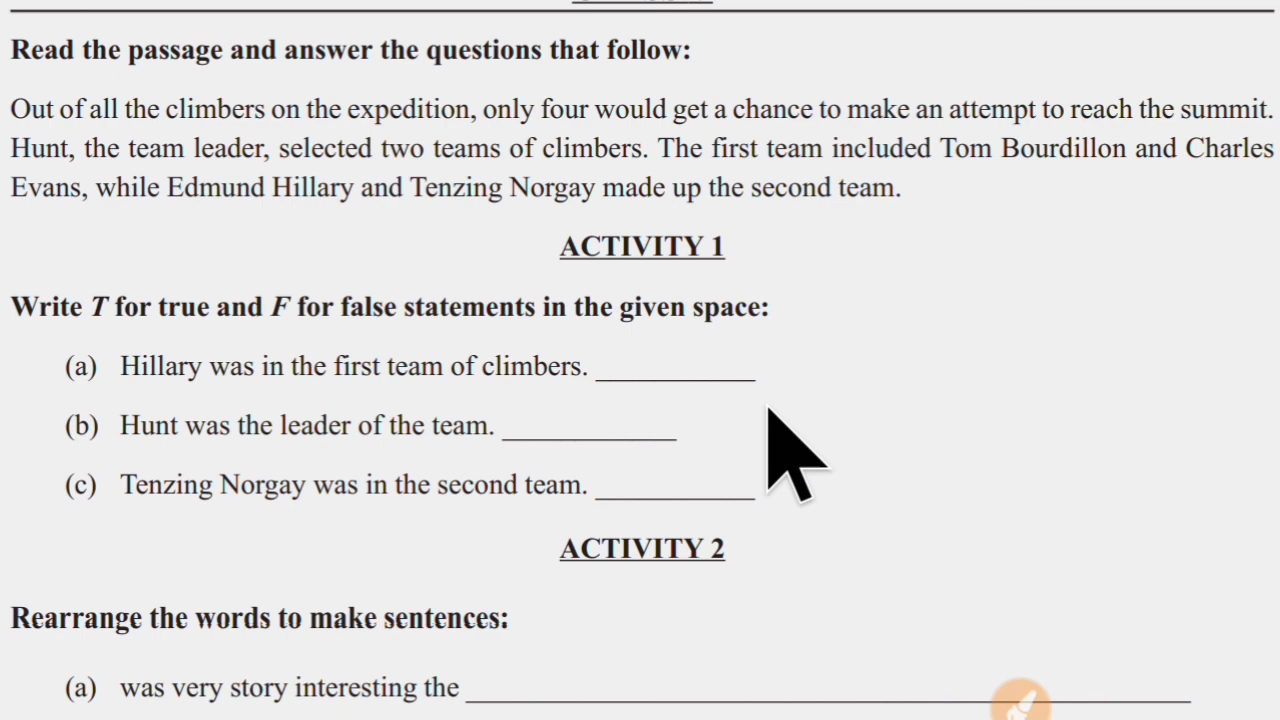 Read the passage and answer the questions that follow:
Out of all the climbers on the expedition, only four would get a chance to make an attempt to reach the summit.
Hunt, the team leader, selected two teams of climbers. The first team included Tom Bourdillon and Charles
Evans, while Edmund Hillary and Tenzing Norgay made up the second team.
ACTIVITY 1
Write T for true and F for false statements in the given space:
(a) Hillary was in the first team of climbers. ___________
(b) Hunt was the leader of the team. ____________
(c) Tenzing Norgay was in the second team. ___________
ACTIVITY 2
Rearrange the words to make sentences:
(a) was very story interesting the __________________________________________________